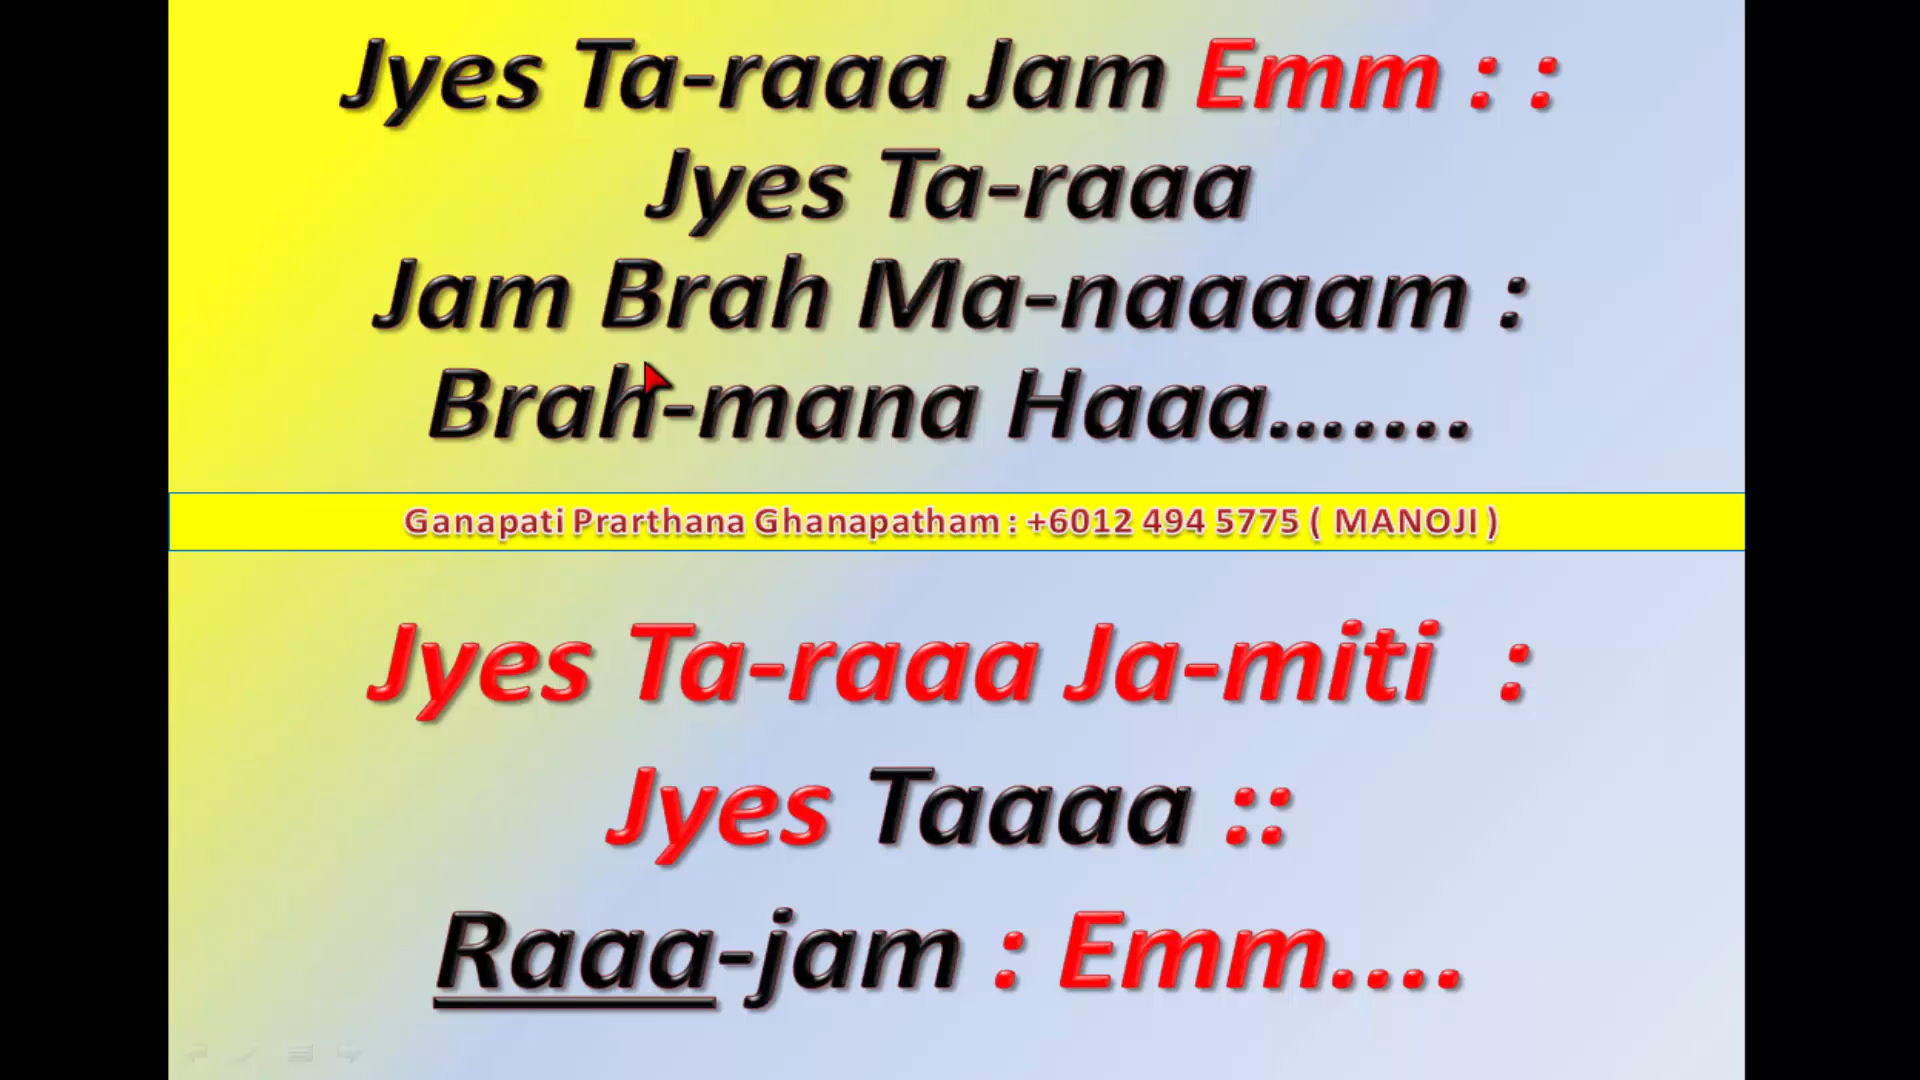 Jyes Ta-raaa Jam Emm : :
Jyes Ta-raaa
Jam Brah Ma-naaaam :
Brah-mana Haaa.......
Ganapati Prarthana Ghanapatham : +6012 494 5775 ( MANOJI )
Jyes Ta-raaa Ja-miti :
Jyes Taaaa ::
Raaa-jam : Emm....